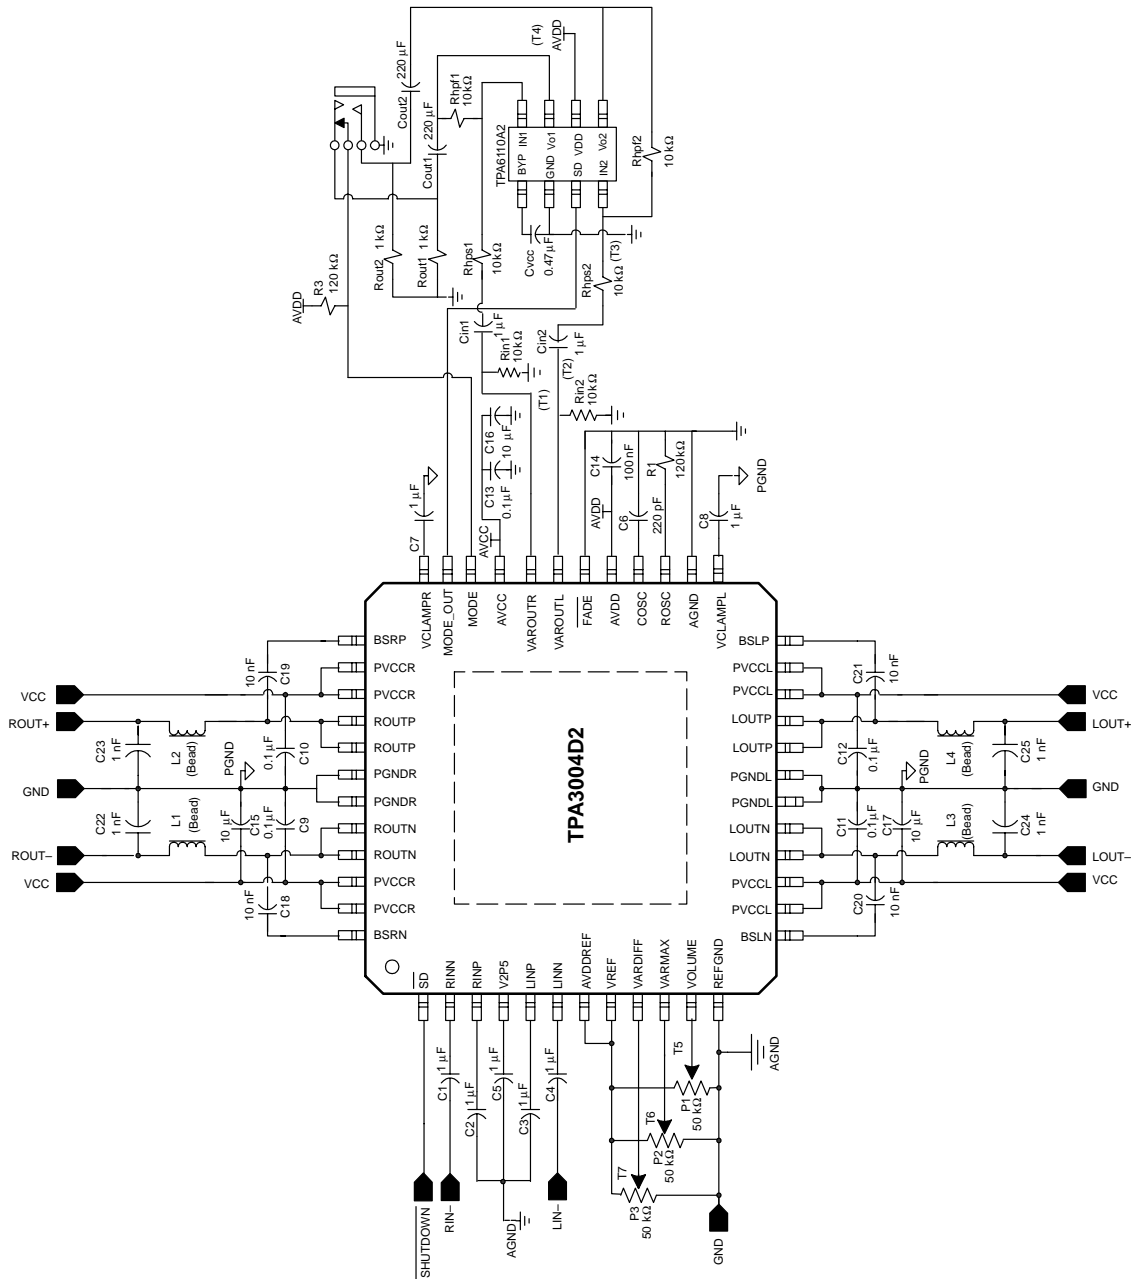 220 μF
Cout2
(T4)
AVDD
220 μF
Cout1
Rhpf1
10 kΩ
TPA6110A2
BYP IN1
GND Vo1
SD VDD
IN2 Vo2
Rhpf2
10 kΩ
AVDD
R3
120 kΩ
Rout2 1 kΩ
Rout1 1 kΩ
Rhps1
10 kΩ
Cvcc
0.47 μF
(T3)
Rhps2
10 kΩ
Cin1
1 μF
Rin1
10 kΩ
Cin2
1 μF
(T2)
(T1)
Rin2
10 kΩ
C7
1 μF
C16
10 μF
C13
0.1 μF
AVCC
C14
100 nF
AVDD
C6
220 pF
R1
120 kΩ
C8
1 μF
PGND
VCLAMPR
MODE_OUT
MODE
AVCC
VAROUTR
VAROUTL
FADE
AVDD
COSC
ROSC
AGND
VCLAMPL
VCC
ROUT+
GND
ROUT–
VCC
C23
1 nF
C22
1 nF
L2
(Bead)
L1
(Bead)
PGND
10 nF
C19
0.1 μF
C10
C15
10 μF
C9
0.1 μF
10 nF
C18
BSRP
PVCCR
PVCCR
ROUTP
ROUTP
PGNDR
PGNDR
ROUTN
ROUTN
PVCCR
PVCCR
BSRN
TPA3004D2
BSLP
PVCCL
PVCCL
LOUTP
LOUTP
PGNDL
PGNDL
LOUTN
LOUTN
PVCCL
PVCCL
BSLN
C21
10 nF
C12
0.1 μF
C11
0.1 μF
C17
10 μF
C20
10 nF
PGND
L4
(Bead)
L3
(Bead)
C25
1 nF
C24
1 nF
VCC
LOUT+
GND
LOUT–
VCC
SD
RINN
RINP
V2P5
LINP
LINN
AVDDREF
VREF
VARDIFF
VARMAX
VOLUME
REFGND
C1
1 μF
C2
1 μF
C5
1 μF
C3
1 μF
C4
1 μF
T5
P1
50 kΩ
T6
P2
50 kΩ
T7
P3
50 kΩ
AGND
SHUTDOWN
RIN–
AGND
LIN–
GND